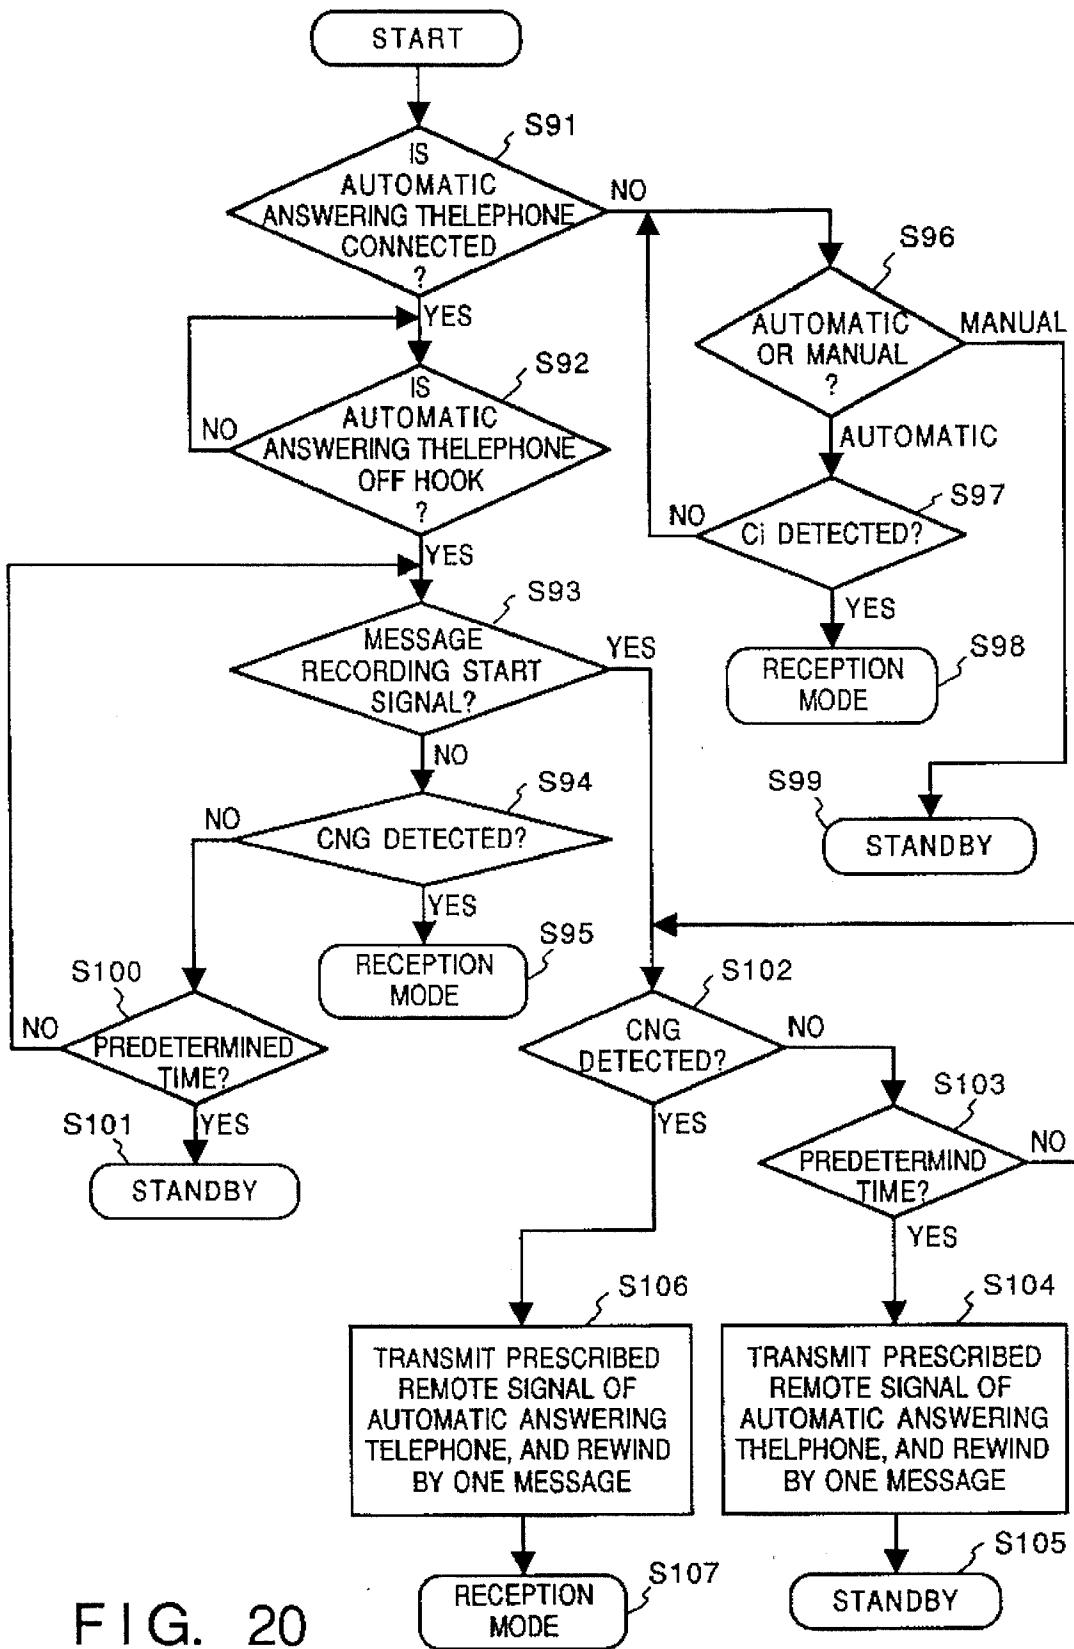 START
S91
IS
AUTOMATIC
ANSWERING THELEPHONE
CONNECTED
?
NO
YES
S96
AUTOMATIC
OR MANUAL
?
MANUAL
AUTOMATIC
S92
IS
AUTOMATIC
ANSWERING THELEPHONE
OFF HOOK
?
NO
YES
S97
Ci DETECTED?
NO
YES
S98
RECEPTION
MODE
S93
MESSAGE
RECORDING START
SIGNAL?
YES
NO
S99
STANDBY
S94
CNG DETECTED?
NO
YES
S95
RECEPTION
MODE
S100
PREDETERMINED
TIME?
NO
YES
S101
STANDBY
S102
CNG
DETECTED?
NO
YES
S103
PREDETERMIND
TIME?
NO
YES
S106
TRANSMIT PRESCRIBED
REMOTE SIGNAL OF
AUTOMATIC ANSWERING
TELEPHONE, AND REWIND
BY ONE MESSAGE
S104
TRANSMIT PRESCRIBED
REMOTE SIGNAL OF
AUTOMATIC ANSWERING
THELPHONE, AND REWIND
BY ONE MESSAGE
S107
RECEPTION
MODE
S105
STANDBY
FIG. 20